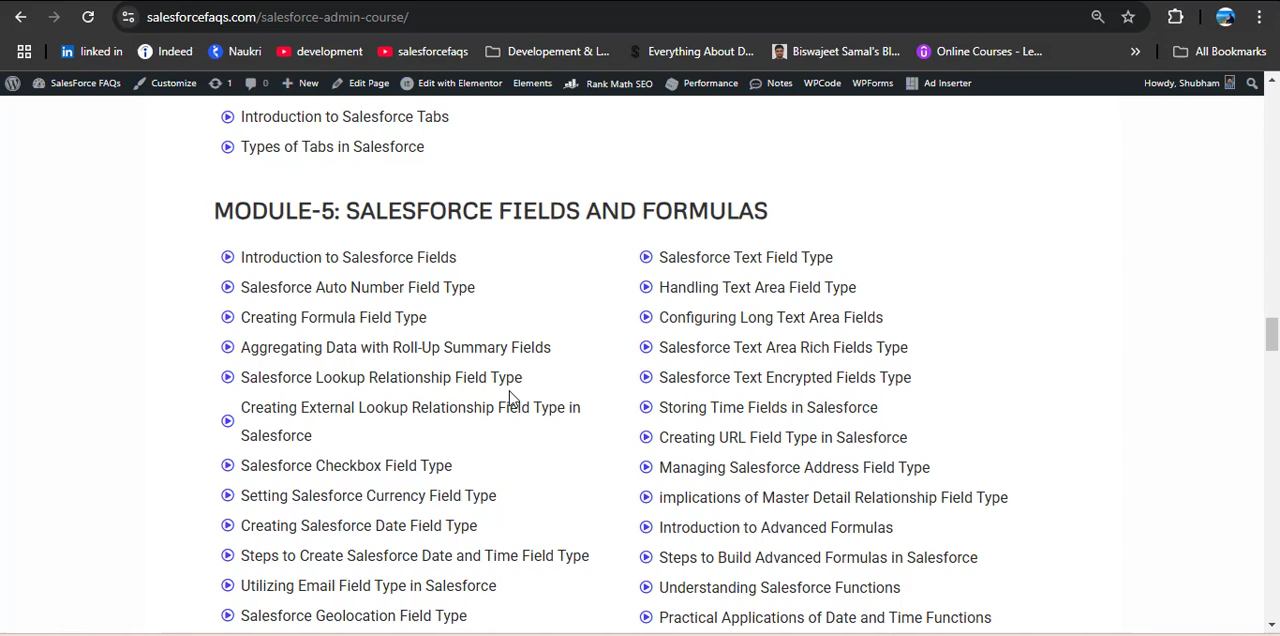 salesforcefaqs.com/salesforce-admin-course/
linked in
Indeed
Naukri
development
salesforcefaqs
Developement & L...
Everything About D...
Biswajeet Samal's Bl...
Online Courses - Le...
All Bookmarks
SalesForce FAQs
Customize
1
0
New
Edit Page
Edit with Elementor
Elements
Rank Math SEO
Performance
Notes
WPCode
WPForms
Ad Inserter
Howdy, Shubham
Introduction to Salesforce Tabs
Types of Tabs in Salesforce
MODULE-5: SALESFORCE FIELDS AND FORMULAS
Introduction to Salesforce Fields
Salesforce Auto Number Field Type
Creating Formula Field Type
Aggregating Data with Roll-Up Summary Fields
Salesforce Lookup Relationship Field Type
Creating External Lookup Relationship Field Type in
Salesforce
Salesforce Checkbox Field Type
Setting Salesforce Currency Field Type
Creating Salesforce Date Field Type
Steps to Create Salesforce Date and Time Field Type
Utilizing Email Field Type in Salesforce
Salesforce Geolocation Field Type
Salesforce Text Field Type
Handling Text Area Field Type
Configuring Long Text Area Fields
Salesforce Text Area Rich Fields Type
Salesforce Text Encrypted Fields Type
Storing Time Fields in Salesforce
Creating URL Field Type in Salesforce
Managing Salesforce Address Field Type
implications of Master Detail Relationship Field Type
Introduction to Advanced Formulas
Steps to Build Advanced Formulas in Salesforce
Understanding Salesforce Functions
Practical Applications of Date and Time Functions